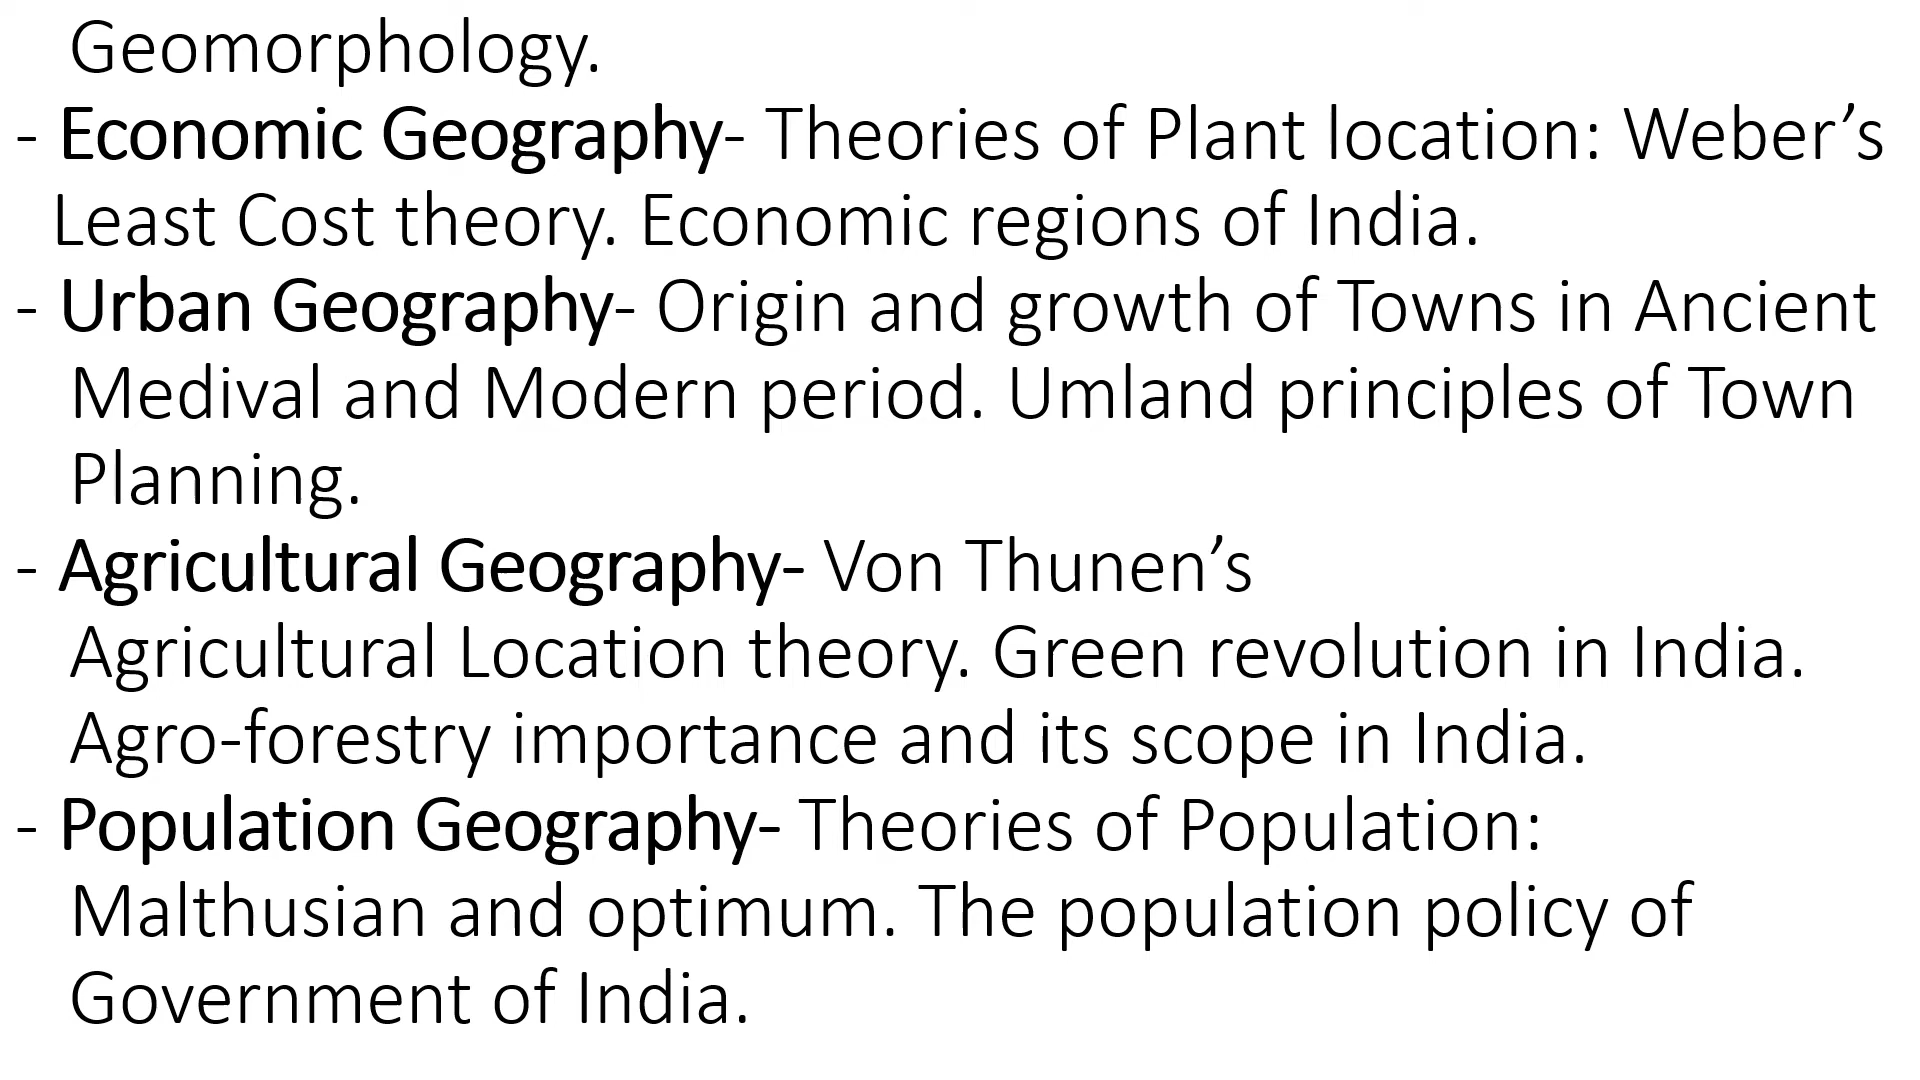 Geomorphology.
- Economic Geography- Theories of Plant location: Weber’s
Least Cost theory. Economic regions of India.
- Urban Geography- Origin and growth of Towns in Ancient
Medival and Modern period. Umland principles of Town
Planning.
- Agricultural Geography- Von Thunen’s
Agricultural Location theory. Green revolution in India.
Agro-forestry importance and its scope in India.
- Population Geography- Theories of Population:
Malthusian and optimum. The population policy of
Government of India.